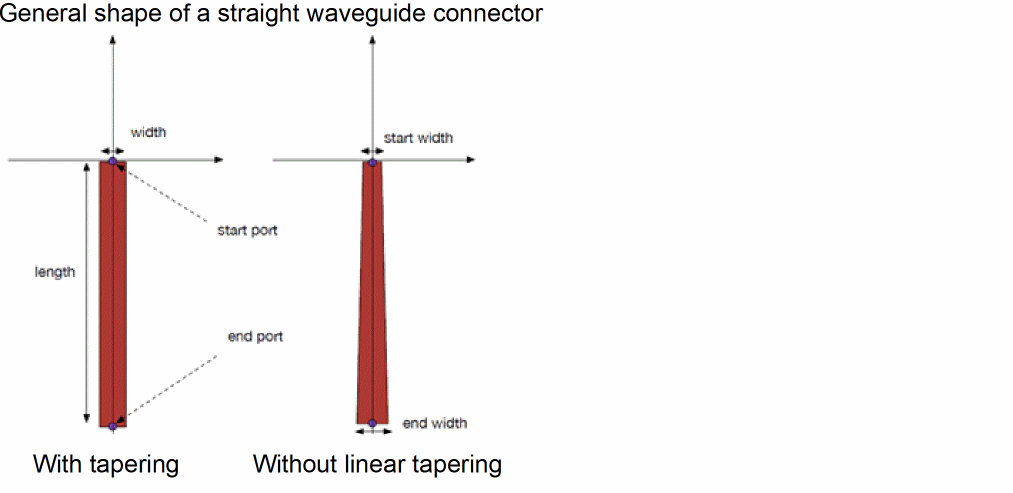 General shape of a straight waveguide connector
width
start width
start port
length
end port
end width
With tapering
Without linear tapering